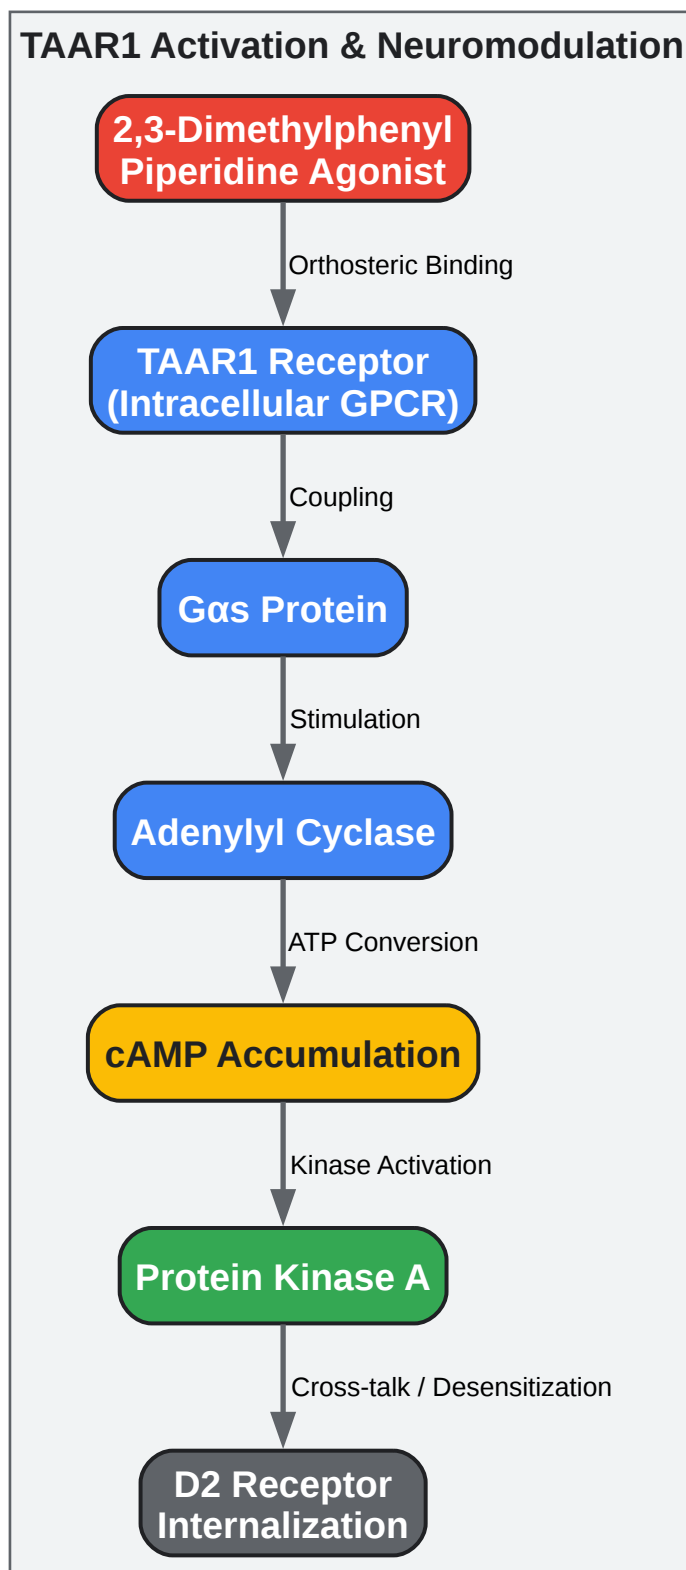 TAAR1 Activation & Neuromodulation
2,3-Dimethylphenyl
Piperidine Agonist
Orthosteric Binding
TAAR1 Receptor
(Intracellular GPCR)
Coupling
Gαs Protein
Stimulation
Adenylyl Cyclase
ATP Conversion
cAMP Accumulation
Kinase Activation
Protein Kinase A
Cross-talk / Desensitization
D2 Receptor
Internalization